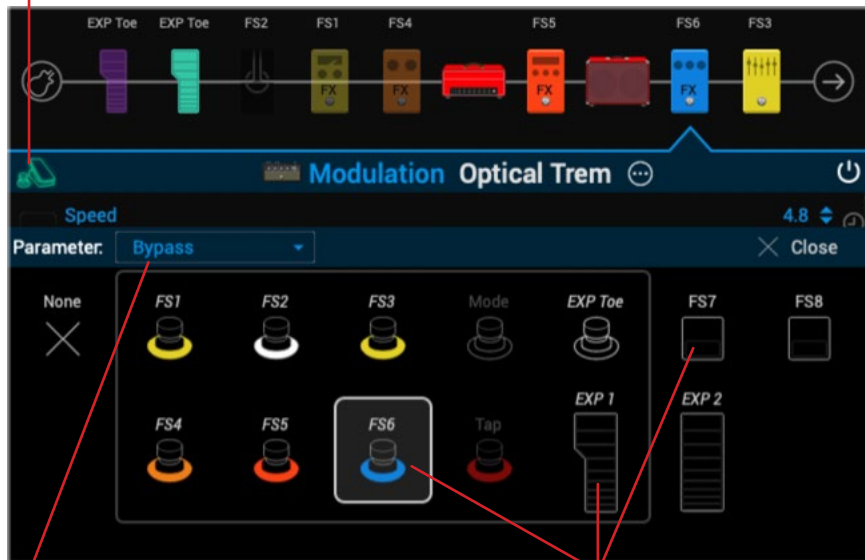 EXP Toe EXP Toe FS2 FS1 FS4 FS5 FS6 FS3
FX FX FX FX
Modulation Optical Trem
Speed 4.8
Parameter: Bypass Close
None FS1 FS2 FS3 Mode EXP Toe FS7 FS8
EXP 1 EXP 2
FS4 FS5 FS6 Tap